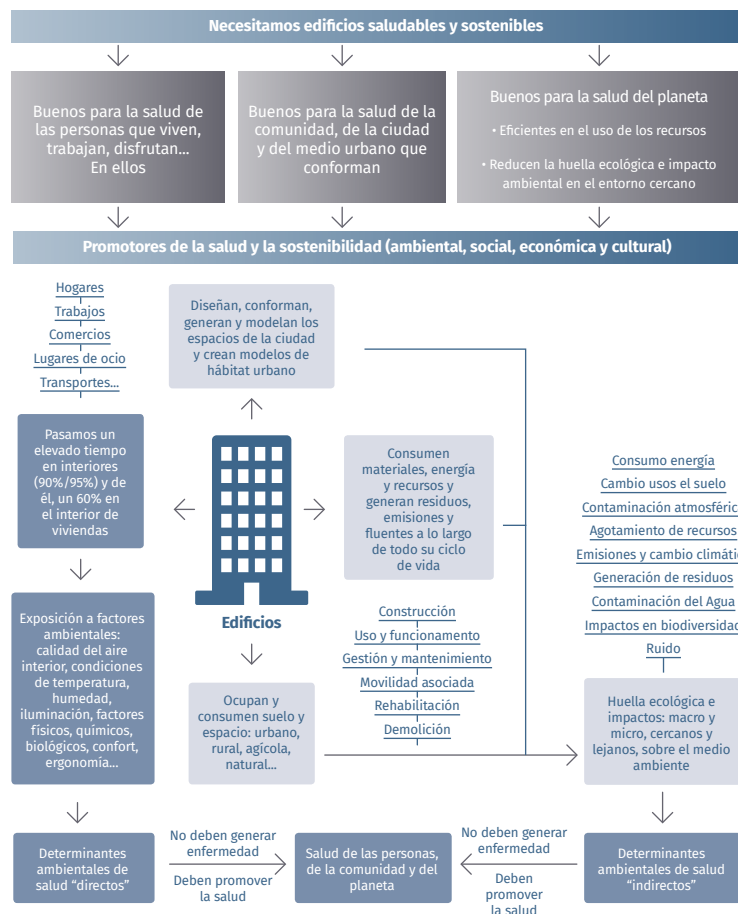 Necesitamos edificios saludables y sostenibles
Buenos para la salud de
las personas que viven,
trabajan, disfrutan...
En ellos
Buenos para la salud de la
comunidad, de la ciudad
y del medio urbano que
conforman
Buenos para la salud del planeta
• Eficientes en el uso de los recursos
• Reducen la huella ecológica e impacto
ambiental en el entorno cercano
Promotores de la salud y la sostenibilidad (ambiental, social, económica y cultural)
Hogares
Trabajos
Comercios
Lugares de ocio
Transportes...
Diseñan, conforman,
generan y modelan los
espacios de la ciudad
y crean modelos de
hábitat urbano
Pasamos un
elevado tiempo
en interiores
(90%/95%) y de
él, un 60% en
el interior de
viviendas
Edificios
Consumen
materiales, energía
y recursos y
generan residuos,
emisiones y
fluentes a lo largo
de todo su ciclo
de vida
Consumo energía
Cambio usos el suelo
Contaminación atmosféric
Agotamiento de recursos
Emisiones y cambio climátic
Generación de residuos
Contaminación del Agua
Impactos en biodiversidad
Ruido
Exposición a factores
ambientales:
calidad del aire
interior, condiciones
de temperatura,
humedad,
iluminación, factores
físicos, químicos,
biológicos, confort,
ergonomía...
Construcción
Uso y funcionamento
Gestión y mantenimiento
Movilidad asociada
Rehabilitación
Demolición
Ocupan y
consumen suelo y
espacio: urbano,
rural, agícola,
natural...
Huella ecológica e
impactos: macro y
micro, cercanos y
lejanos, sobre el medio
ambiente
Determinantes
ambientales de
salud “directos”
No deben generar
enfermedad
Deben promover
la salud
Salud de las personas,
de la comunidad y del
planeta
No deben generar
enfermedad
Deben
promover
la salud
Determinantes
ambientales de salud
“indirectos”